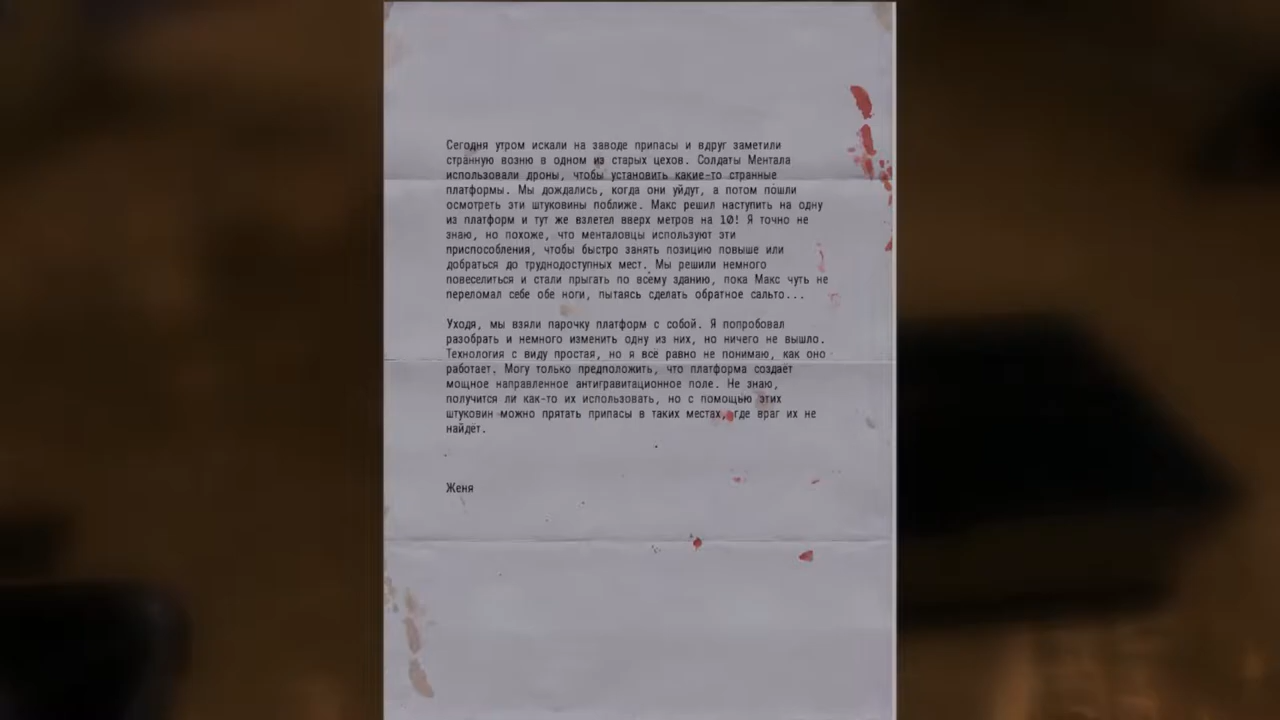 Сегодня утром искали на заводе припасы и вдруг заметили
странную возню в одном из старых цехов. Солдаты Ментала
использовали дроны, чтобы установить какие-то странные
платформы. Мы дождались, когда они уйдут, а потом пошли
осмотреть эти штуковины поближе. Макс решил наступить на одну
из платформ и тут же взлетел вверх метров на 10! Я точно не
знаю, но похоже, что менталовцы используют эти
приспособления, чтобы быстро занять позицию повыше или
добраться до труднодоступных мест. Мы решили немного
повеселиться и стали прыгать по всему зданию, пока Макс чуть не
переломал себе обе ноги, пытаясь сделать обратное сальто...
Уходя, мы взяли парочку платформ с собой. Я попробовал
разобрать и немного изменить одну из них, но ничего не вышло.
Технология с виду простая, но я всё равно не понимаю, как оно
работает. Могу только предположить, что платформа создаёт
мощное направленное антигравитационное поле. Не знаю,
получится ли как-то их использовать, но с помощью этих
штуковин можно прятать припасы в таких местах, где враг их не
найдёт.
Женя